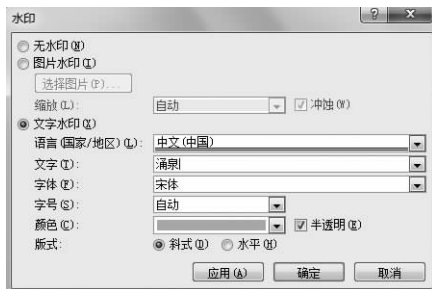 水印
无水印(N)
图片水印(I)
选择图片(P)...
缩放(L): 自动 冲蚀(W)
文字水印(X)
语言(国家/地区)(L): 中文(中国)
文字(T): 涌泉
字体(F): 宋体
字号(S): 自动
颜色(C): 半透明(E)
版式: 斜式(D) 水平(H)
应用(A) 确定 取消